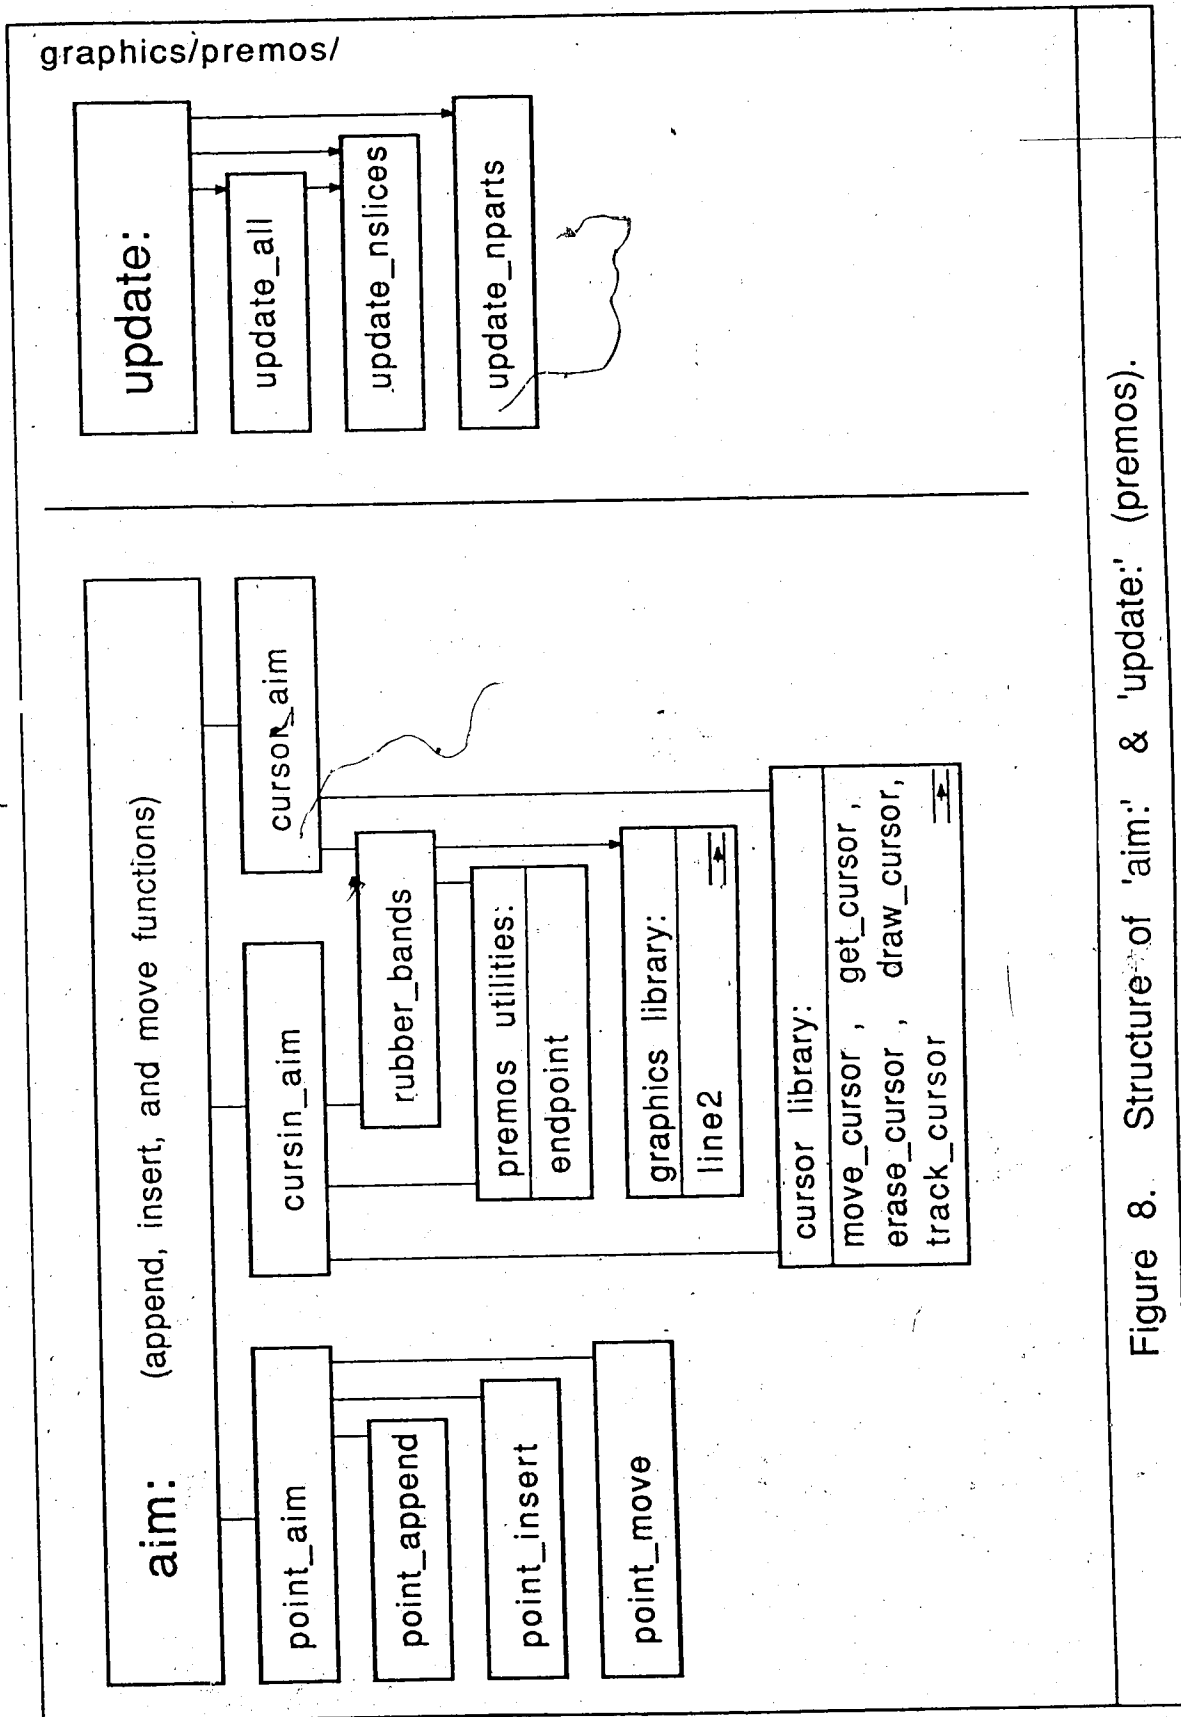 graphics/premos/
aim:
(append, insert, and move functions)
point_aim
point_append
point_insert
point_move
cursin_aim
cursor_aim
rubber_bands
premos utilities:
endpoint
graphics library:
line2
cursor library:
move_cursor , get_cursor ,
erase_cursor , draw_cursor,
track_cursor
update:
update_all
update_nslices
update_nparts
Figure 8. Structure of 'aim:' & 'update:' (premos).